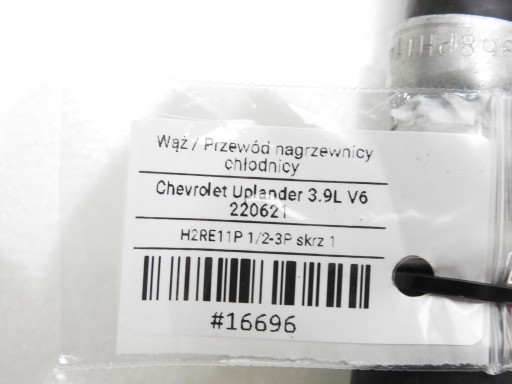 Wąż / Przewód nagrzewnicy
chłodnicy
Chevrolet Uplander 3.9L V6
220621
H2RE11P 1/2-3P skrz 1
#16696